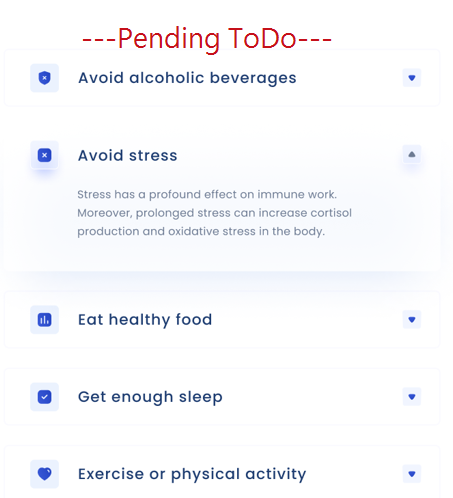 ---Pending ToDo---
Avoid alcoholic beverages
Avoid stress
Stress has a profound effect on immune work.
Moreover, prolonged stress can increase cortisol
production and oxidative stress in the body.
Eat healthy food
Get enough sleep
Exercise or physical activity